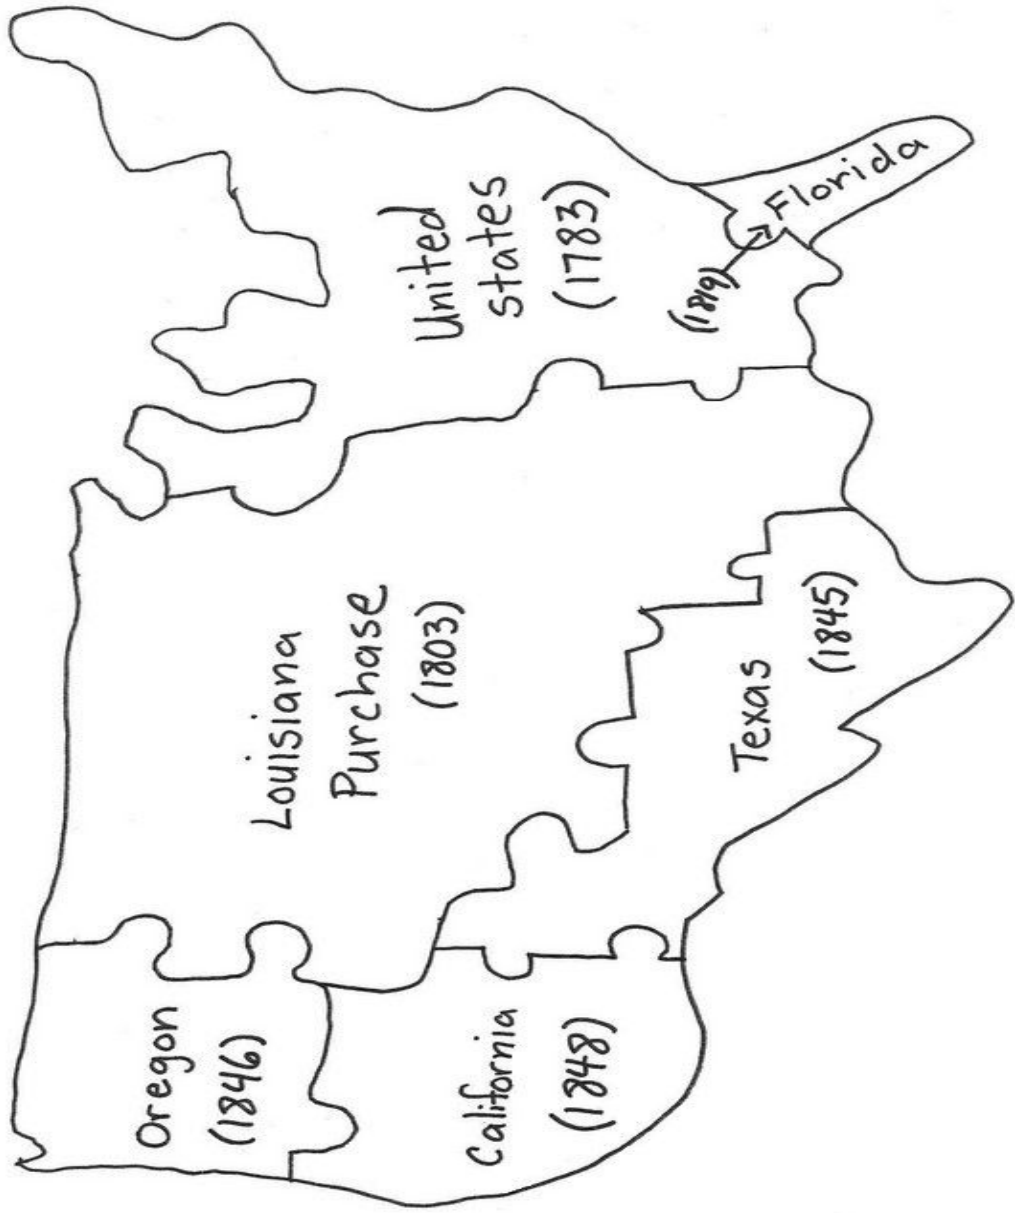 Oregon
(1846)
California
(1848)
Louisiana
Purchase
(1803)
Texas
(1845)
United
states
(1783)
(1819)
Florida